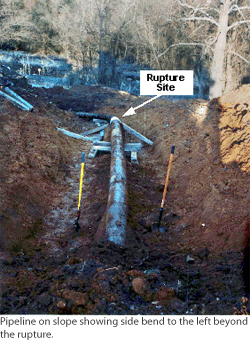 Rupture
Site
Pipeline on slope showing side bend to the left beyond
the rupture.